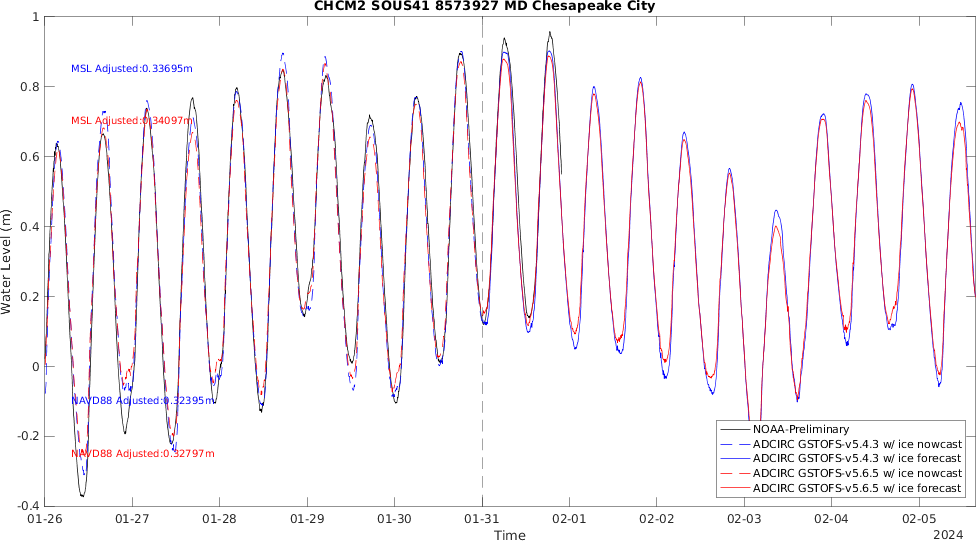 CHCM2 SOUS41 8573927 MD Chesapeake City
1
0.8
0.6
0.4
0.2
0
-0.2
-0.4
Water Level (m)
MSL Adjusted:0.33695m
MSL Adjusted:0.34097m
NAVD88 Adjusted:0.32395m
NAVD88 Adjusted:0.32797m
NOAA-Preliminary
ADCIRC GSTOFS-v5.4.3 w/ ice nowcast
ADCIRC GSTOFS-v5.4.3 w/ ice forecast
ADCIRC GSTOFS-v5.6.5 w/ ice nowcast
ADCIRC GSTOFS-v5.6.5 w/ ice forecast
01-26 01-27 01-28 01-29 01-30 01-31 02-01 02-02 02-03 02-04 02-05
Time
2024